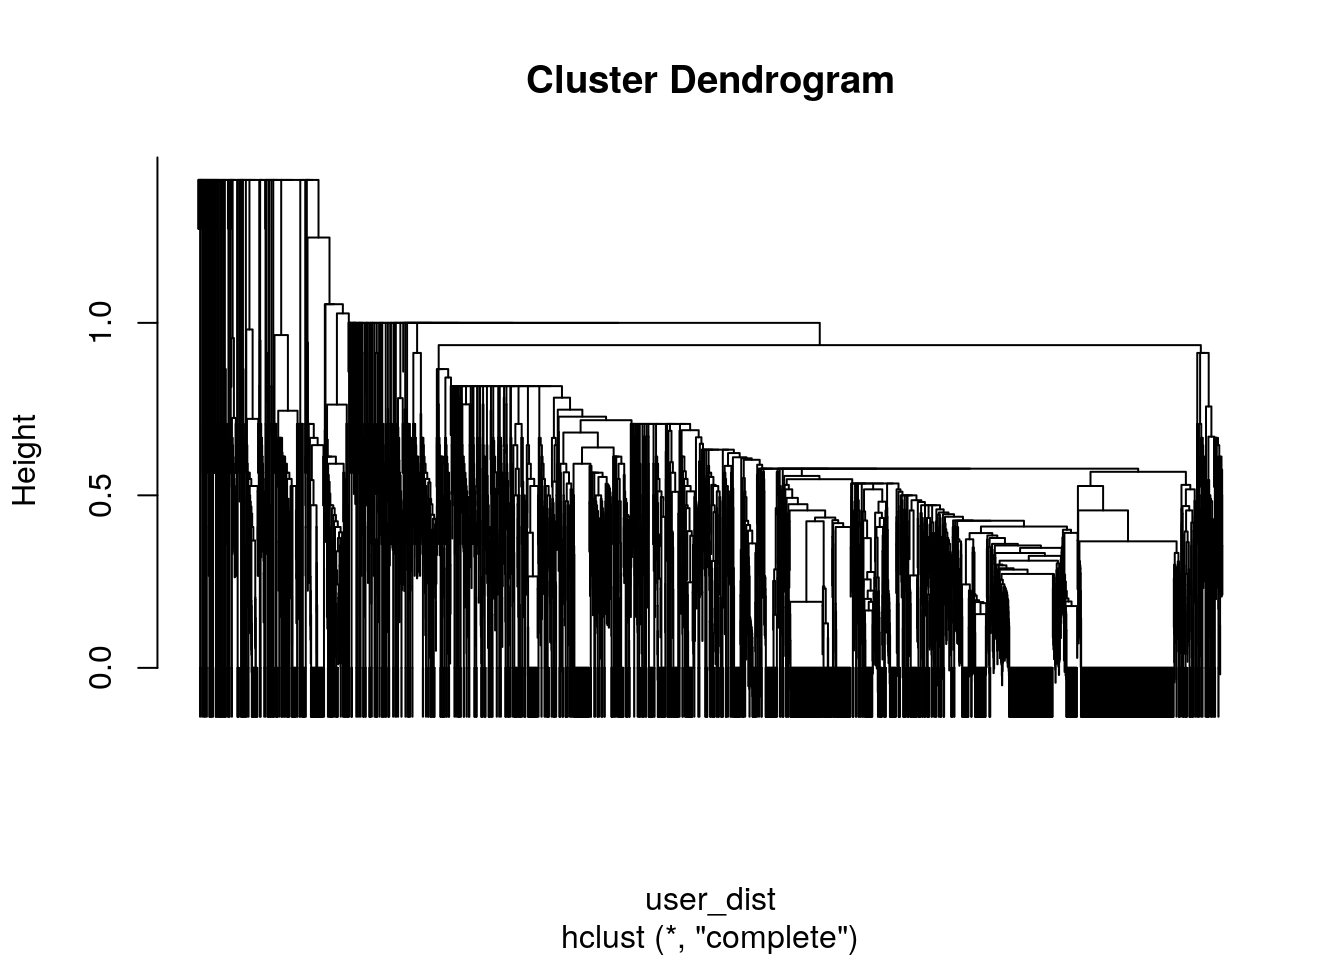 Cluster Dendrogram
Height
1.0
0.5
0.0
user_dist
hclust (*, "complete")